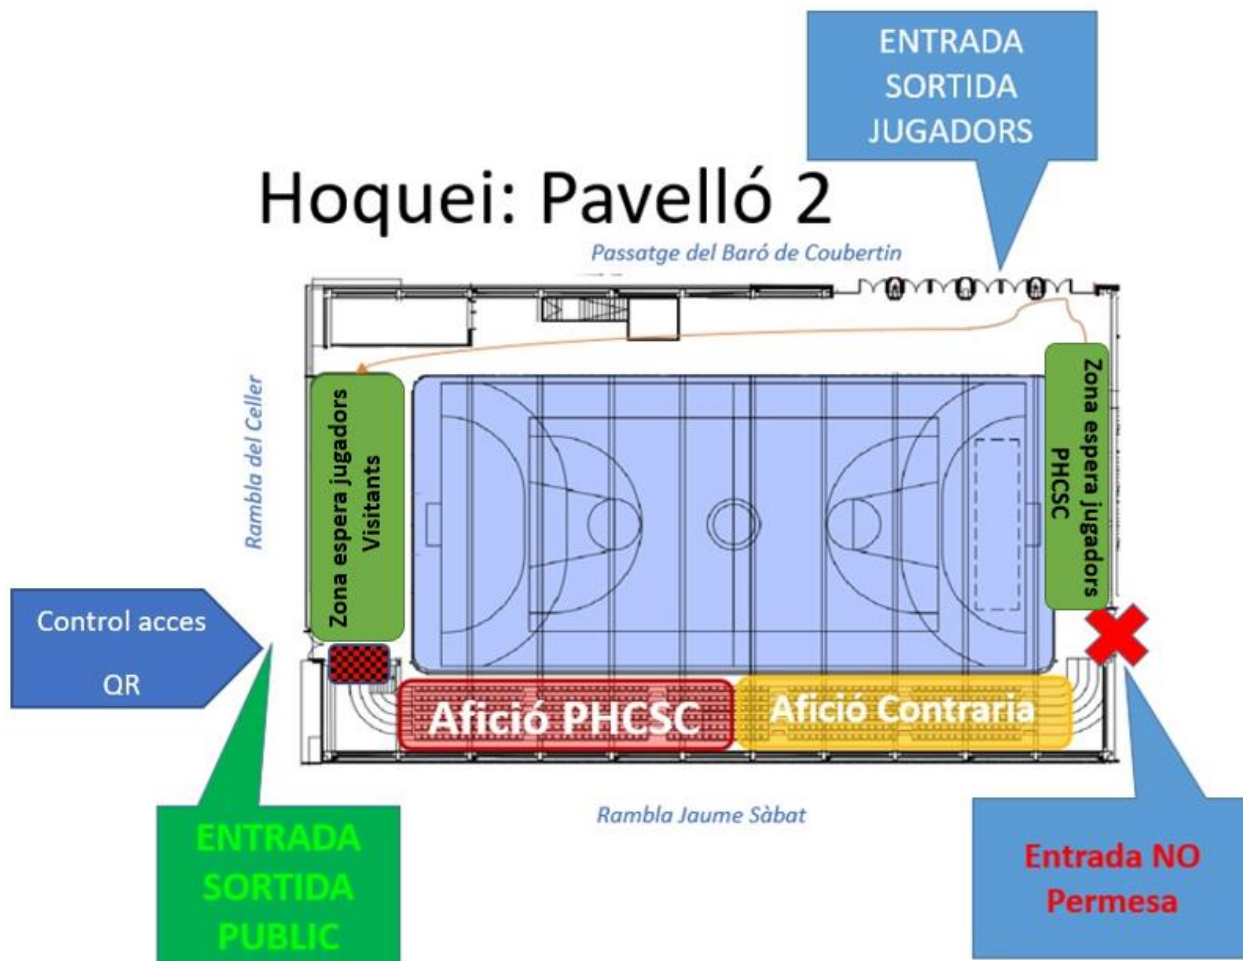 ENTRADA
SORTIDA
JUGADORS
Hoquei: Pavelló 2
Passatge del Baró de Coubertin
Rambla del Celler
Zona espera jugadors
Visitants
Zona espera jugadors
PHCSC
Control acces
QR
Afició PHCSC
Afició Contraria
Rambla Jaume Sàbat
ENTRADA
SORTIDA
PUBLIC
Entrada NO
Permesa